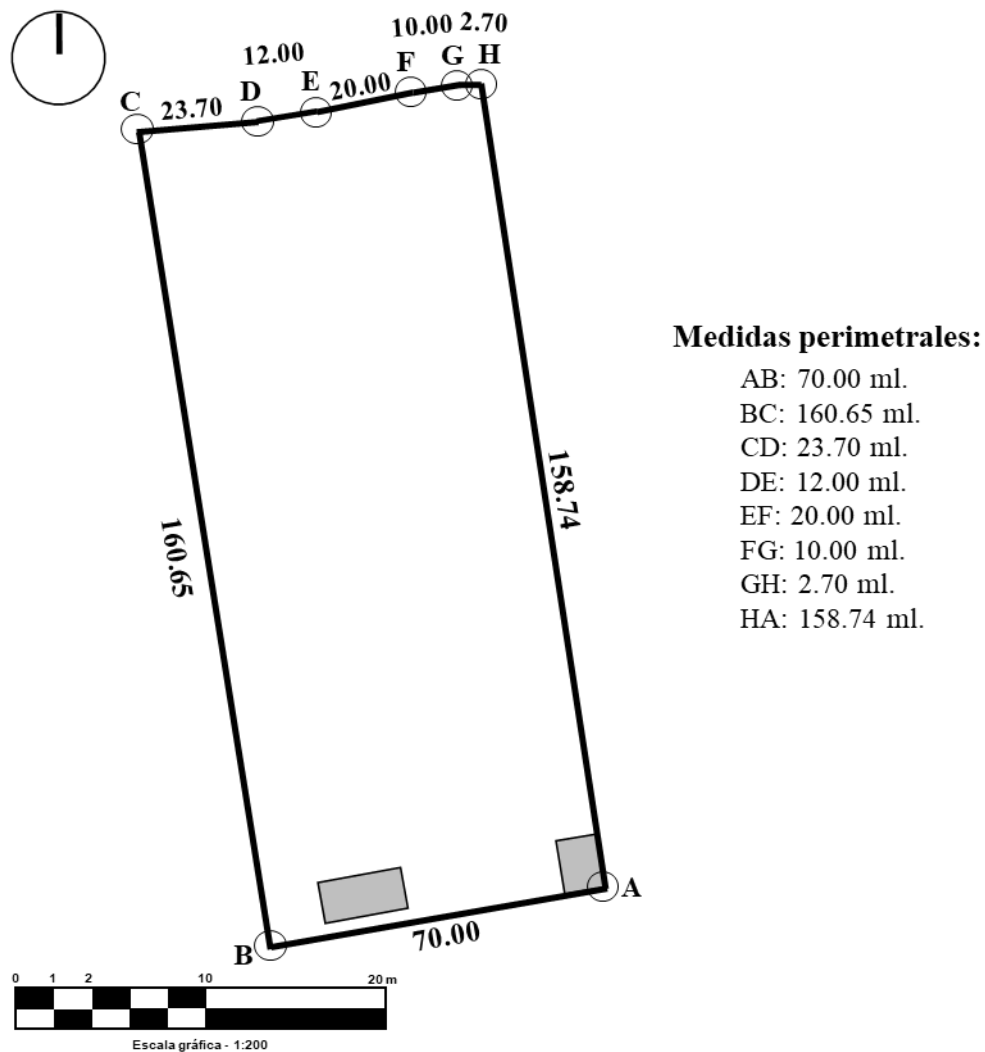 10.00 2.70
12.00
F G H
D E 20.00
C 23.70
Medidas perimetrales:
AB: 70.00 ml.
BC: 160.65 ml.
CD: 23.70 ml.
DE: 12.00 ml.
EF: 20.00 ml.
FG: 10.00 ml.
GH: 2.70 ml.
HA: 158.74 ml.
158.74
160.65
A
70.00
B
0 1 2 10 20 m
Escala gráfica - 1:200